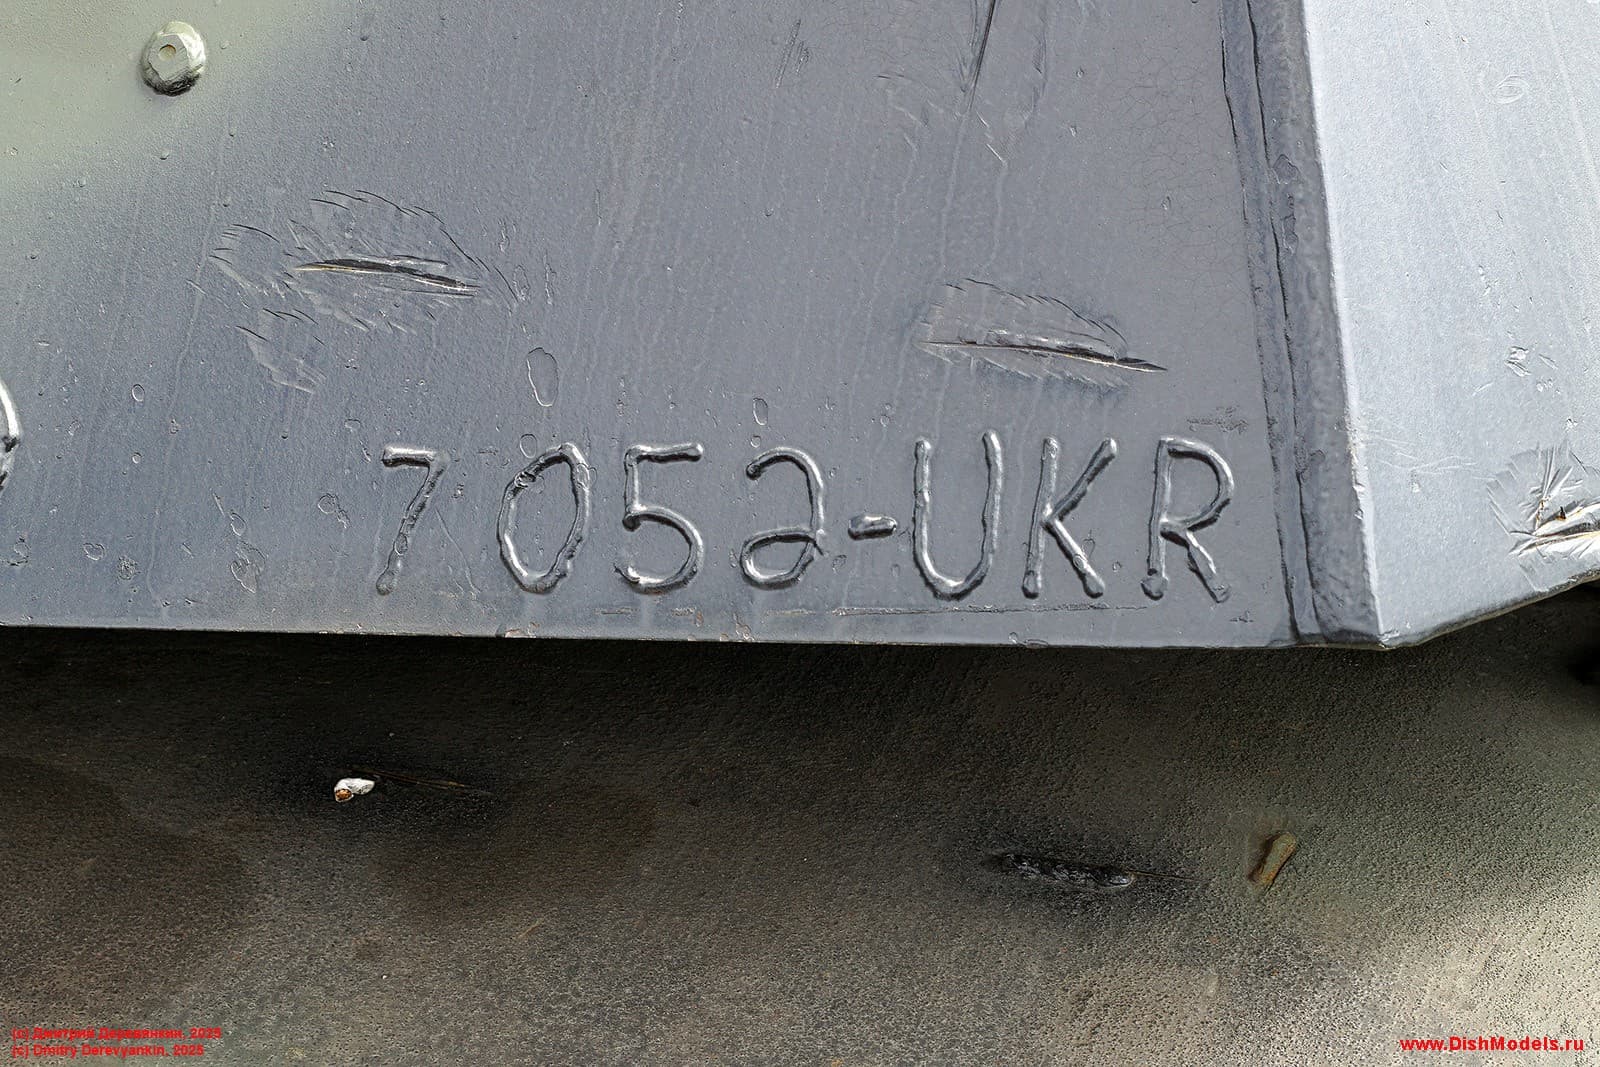 7052-UKR
(c) Дмитрий Деревянкин, 2025
(c) Dmitry Derevyankin, 2025
www.DishModels.ru